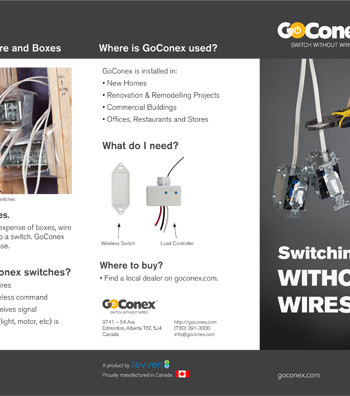 re and Boxes
witches
es.
expense of boxes, wire
o a switch. GoConex
se.
onex switches?
ires
eless command
eives signal
(light, motor, etc) is
Where is GoConex used?
GoConex is installed in:
• New Homes
• Renovation & Remodelling Projects
• Commercial Buildings
• Offices, Restaurants and Stores
What do I need?
Wireless Switch
Load Controller
Where to buy?
• Find a local dealer on goconex.com.
GoConex
SWITCH WITHOUT WIRES
9741 – 54 Ave
Edmonton, Alberta T6E 5J4
Canada
http://goconex.com
(780) 391-3000
info@goconex.com
A product by levven
Proudly manufactured in Canada
GoConex
SWITCH WITHOUT WIRE
Switchin
WITHO
WIRES
goconex.com